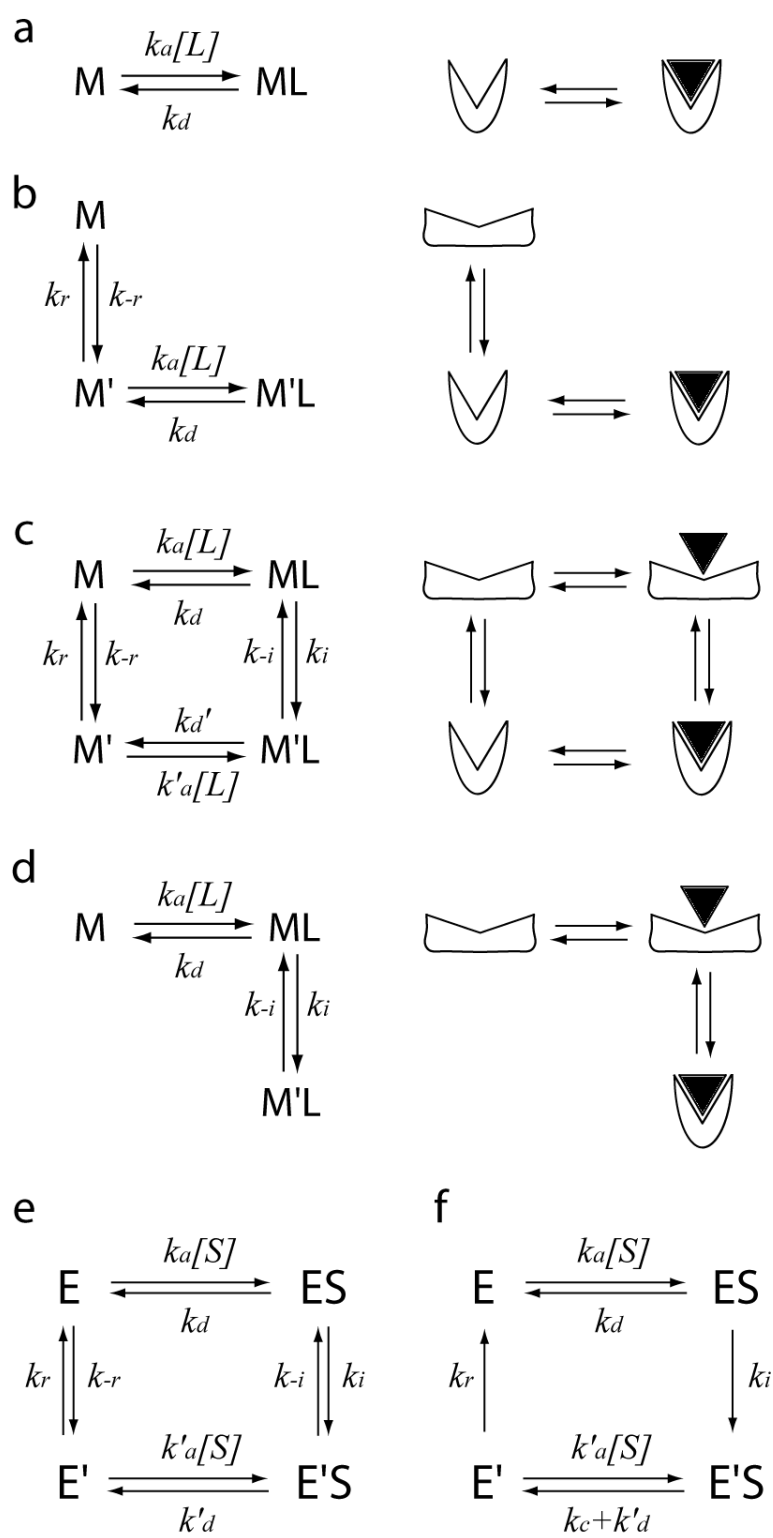 a
ka[L]
M ML
kd
b
M
kr k-r
ka[L]
M' M'L
kd
c
ka[L]
M ML
kd
kr k-r k-i ki
kd'
M' M'L
k'a[L]
d
ka[L]
M ML
kd
k-i ki
M'L
e f
ka[S] ka[S]
E ES E ES
kd kd
kr k-r k-i ki kr ki
k'a[S] k'a[S]
E' E'S E' E'S
k'd kc+k'd